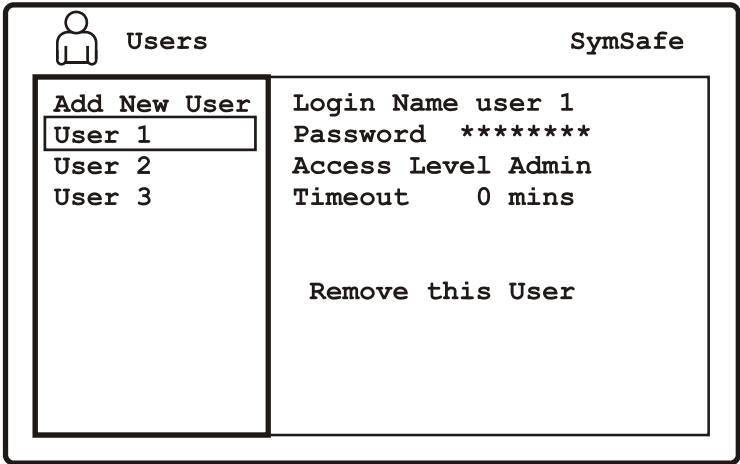 Users
SymSafe
Add New User
User 1
User 2
User 3
Login Name user 1
Password ********
Access Level Admin
Timeout 0 mins
Remove this User